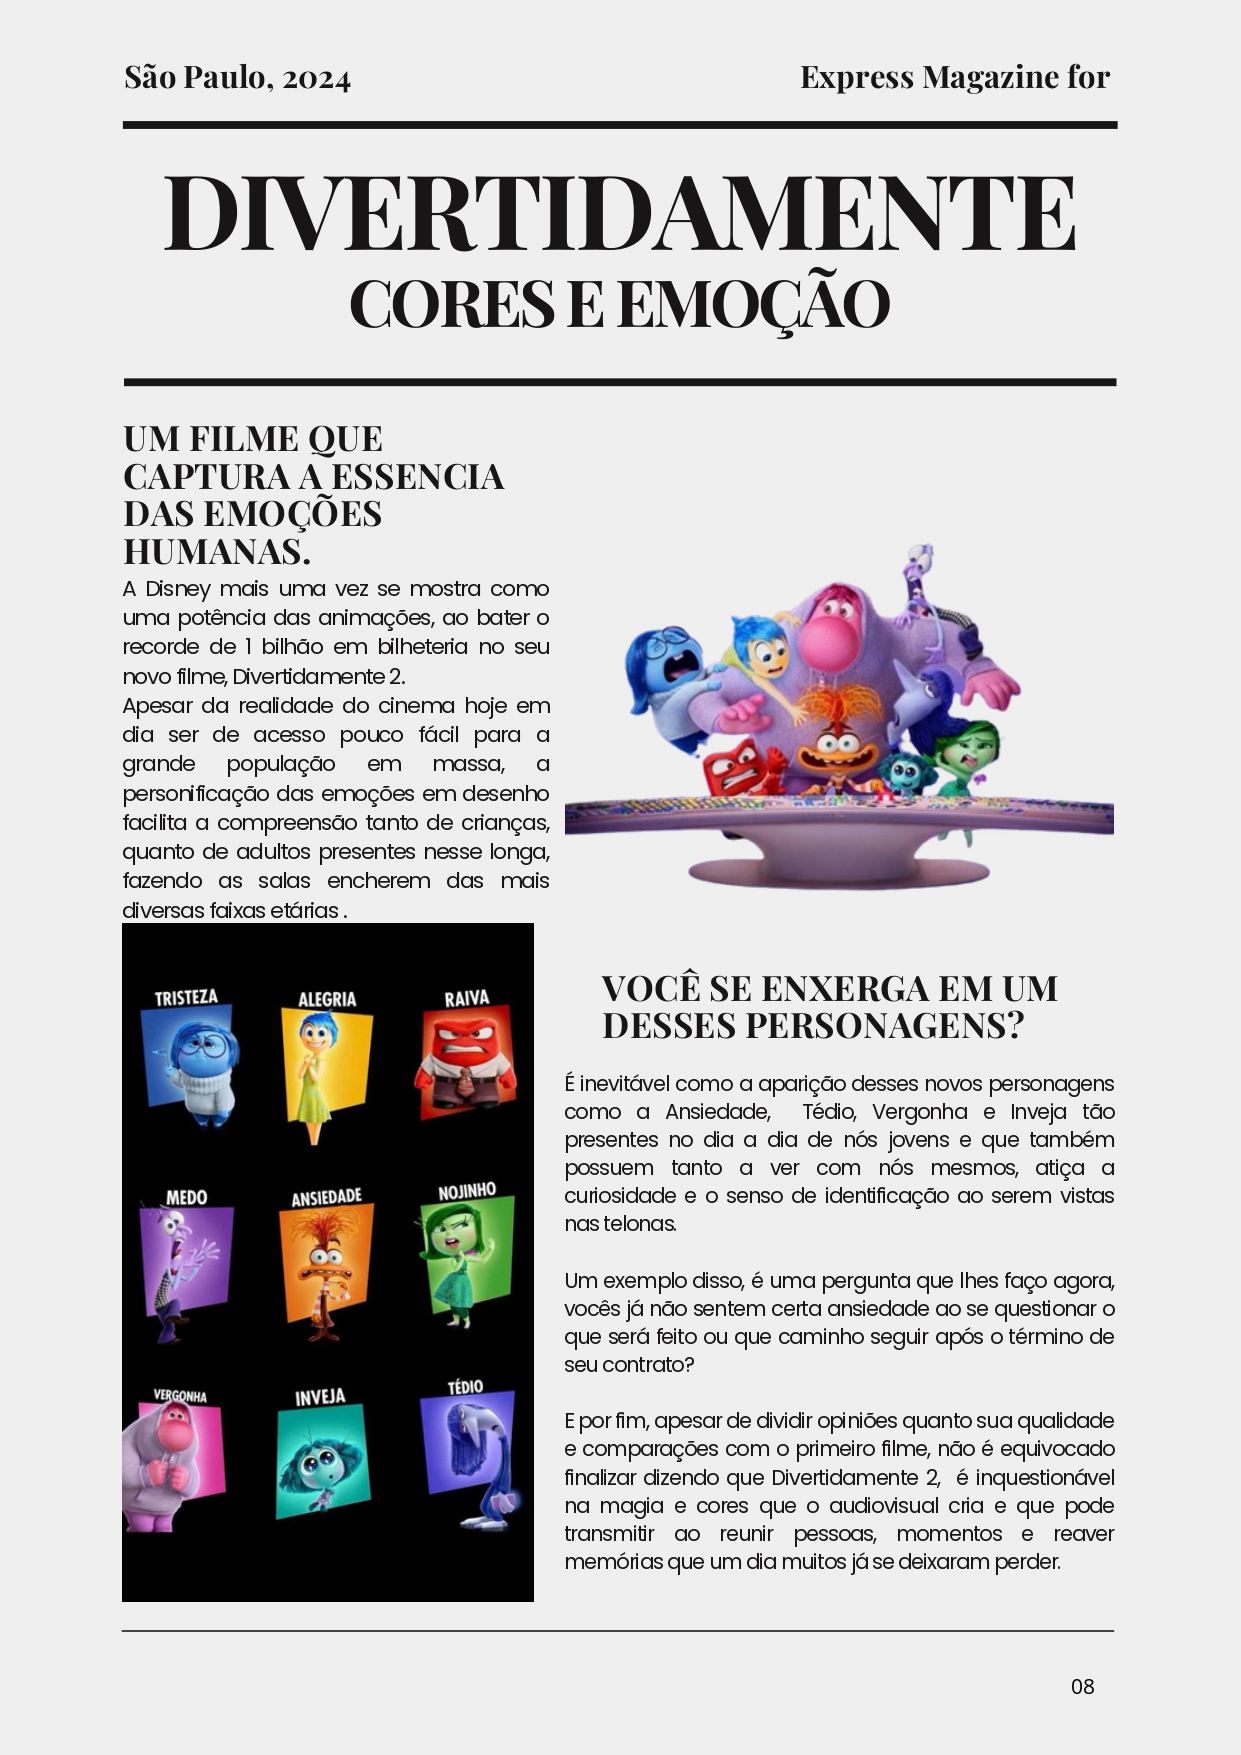 São Paulo, 2024
Express Magazine for
DIVERTIDAMENTE
CORES E EMOÇÃO
UM FILME QUE
CAPTURA A ESSENCIA
DAS EMOÇÕES
HUMANAS.
A Disney mais uma vez se mostra como
uma potência das animações, ao bater o
recorde de 1 bilhão em bilheteria no seu
novo filme, Divertidamente 2.
Apesar da realidade do cinema hoje em
dia ser de acesso pouco fácil para a
grande população em massa, a
personificação das emoções em desenho
facilita a compreensão tanto de crianças,
quanto de adultos presentes nesse longa,
fazendo as salas encherem das mais
diversas faixas etárias .
TRISTEZA
ALEGRIA
RAIVA
MEDO
ANSIEDADE
NOJINHO
VERGONHA
INVEJA
TÉDIO
VOCÊ SE ENXERGA EM UM
DESSES PERSONAGENS?
É inevitável como a aparição desses novos personagens
como a Ansiedade, Tédio, Vergonha e Inveja tão
presentes no dia a dia de nós jovens e que também
possuem tanto a ver com nós mesmos, atiça a
curiosidade e o senso de identificação ao serem vistas
nas telonas.
Um exemplo disso, é uma pergunta que lhes faço agora,
vocês já não sentem certa ansiedade ao se questionar o
que será feito ou que caminho seguir após o término de
seu contrato?
E por fim, apesar de dividir opiniões quanto sua qualidade
e comparações com o primeiro filme, não é equivocado
finalizar dizendo que Divertidamente 2, é inquestionável
na magia e cores que o audiovisual cria e que pode
transmitir ao reunir pessoas, momentos e reaver
memórias que um dia muitos já se deixaram perder.
08